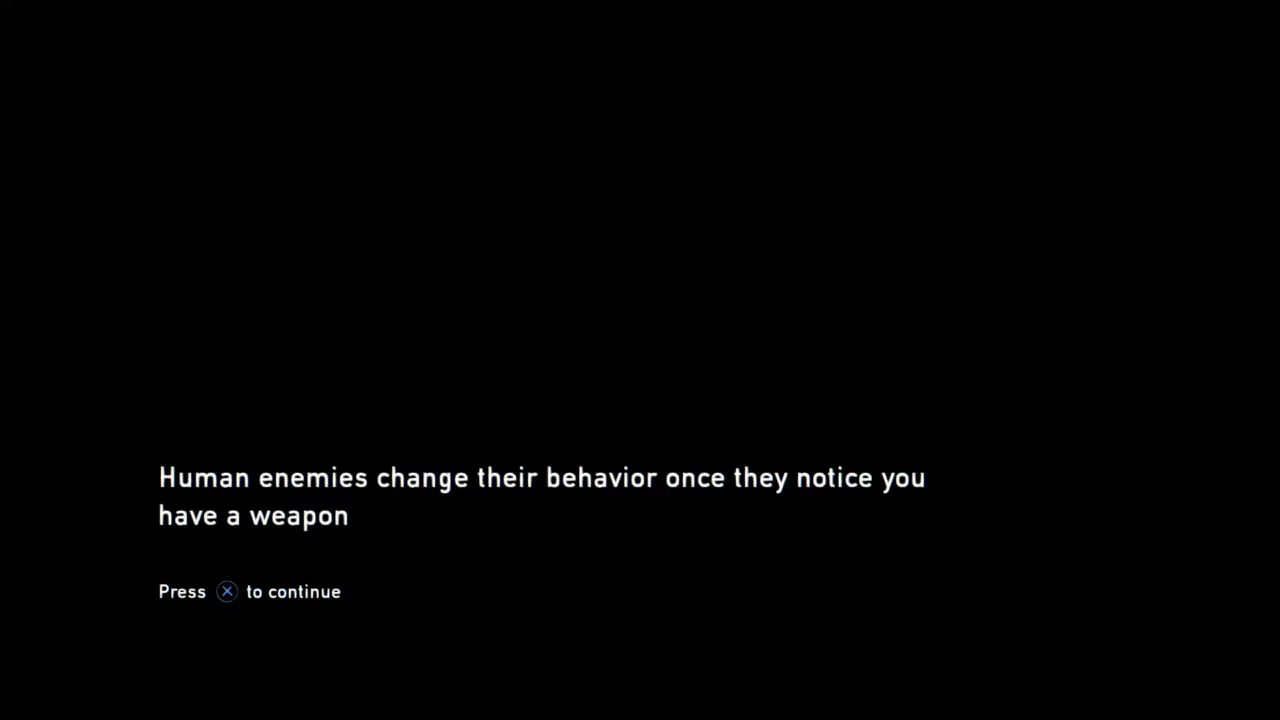 Human enemies change their behavior once they notice you
have a weapon
Press ⓧ to continue